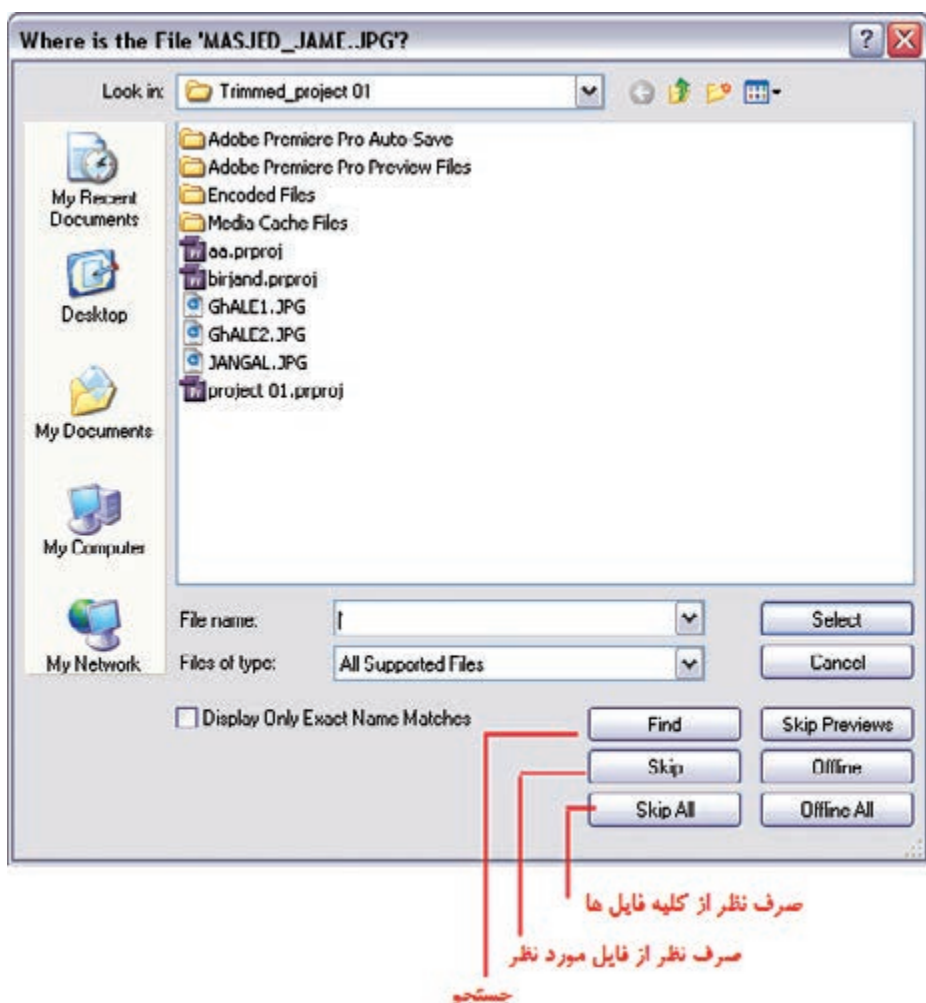 Where is the File 'MASJED_JAME.JPG'?
Look in:
Trimmed_project 01
My Recent
Documents
Desktop
My Documents
My Computer
My Network
Adobe Premiere Pro Auto-Save
Adobe Premiere Pro Preview Files
Encoded Files
Media Cache Files
aa.prproj
birjand.prproj
GhALE1.JPG
GhALE2.JPG
JANGAL.JPG
project 01.prproj
File name:
Select
Files of type:
All Supported Files
Cancel
Display Only Exact Name Matches
Find
Skip Previews
Skip
Offline
Skip All
Offline All
صرف نظر از کلیه فایل ها
صرف نظر از فایل مورد نظر
جستجو